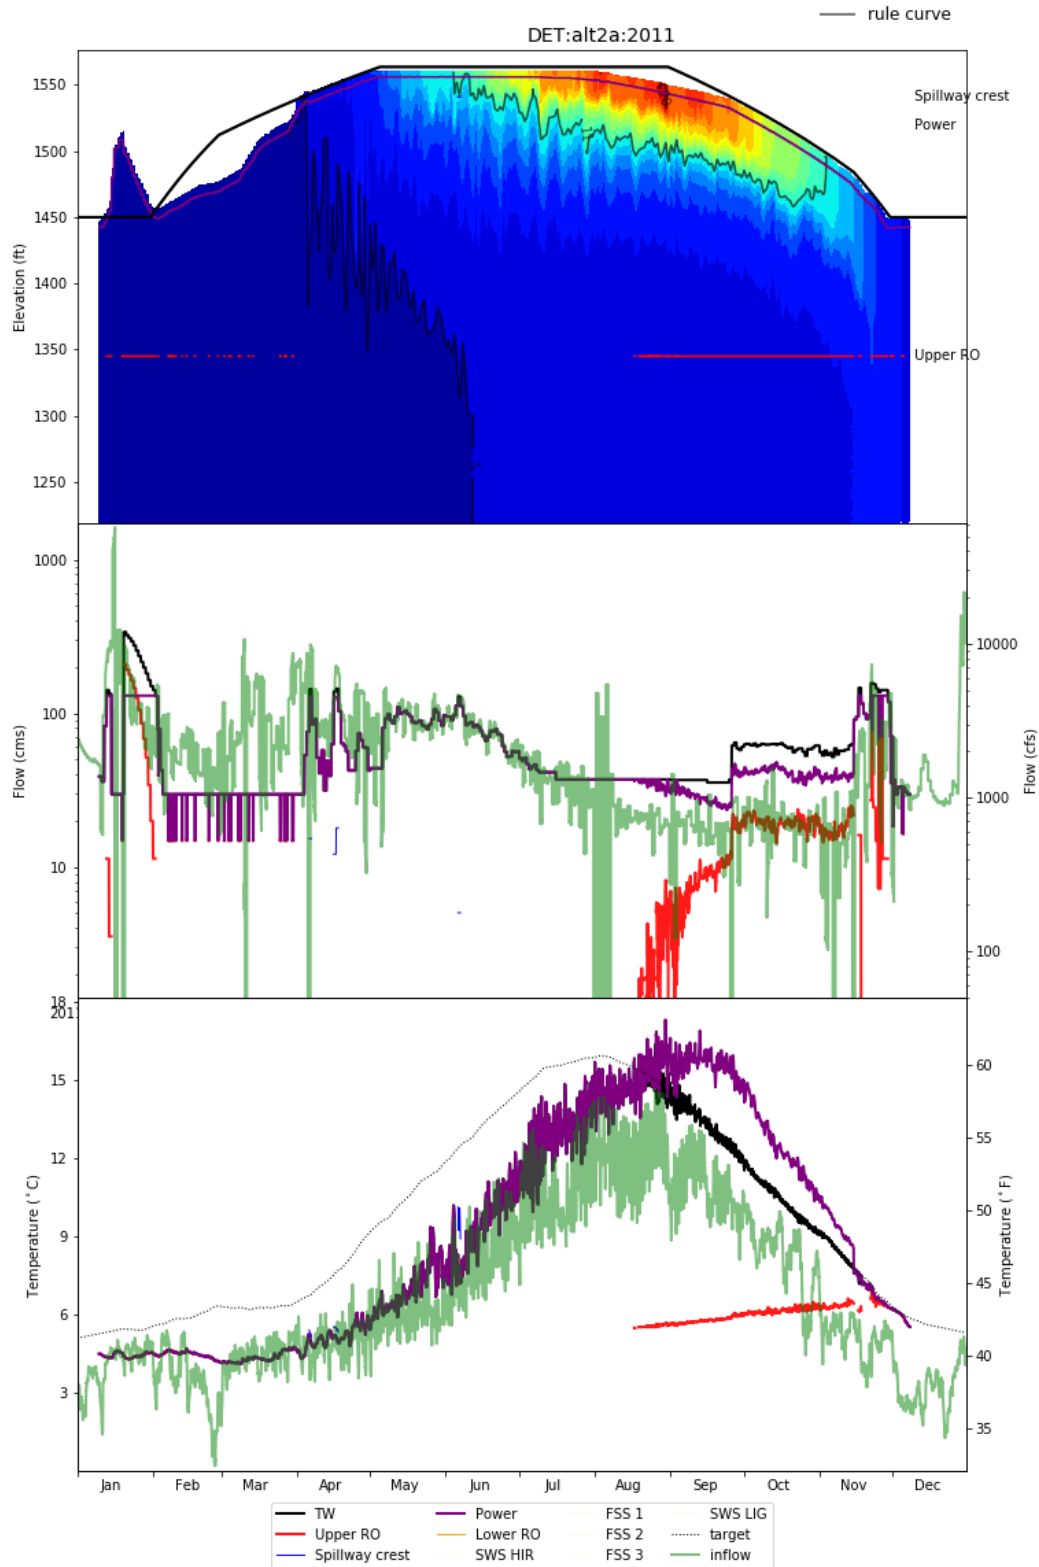 rule curve
DET:alt2a:2011
1550
1500
1450
1400
1350
1300
1250
Elevation (ft)
Spillway crest
Power
Upper RO
1000
100
10
Flow (cms)
10000
1000
100
Flow (cfs)
18
15
12
9
6
3
Temperature (°C)
60
55
50
45
40
35
Temperature (°F)
Jan Feb Mar Apr May Jun Jul Aug Sep Oct Nov Dec
TW Power FSS 1 SWS LIG
Upper RO Lower RO FSS 2 target
Spillway crest SWS HIR FSS 3 inflow